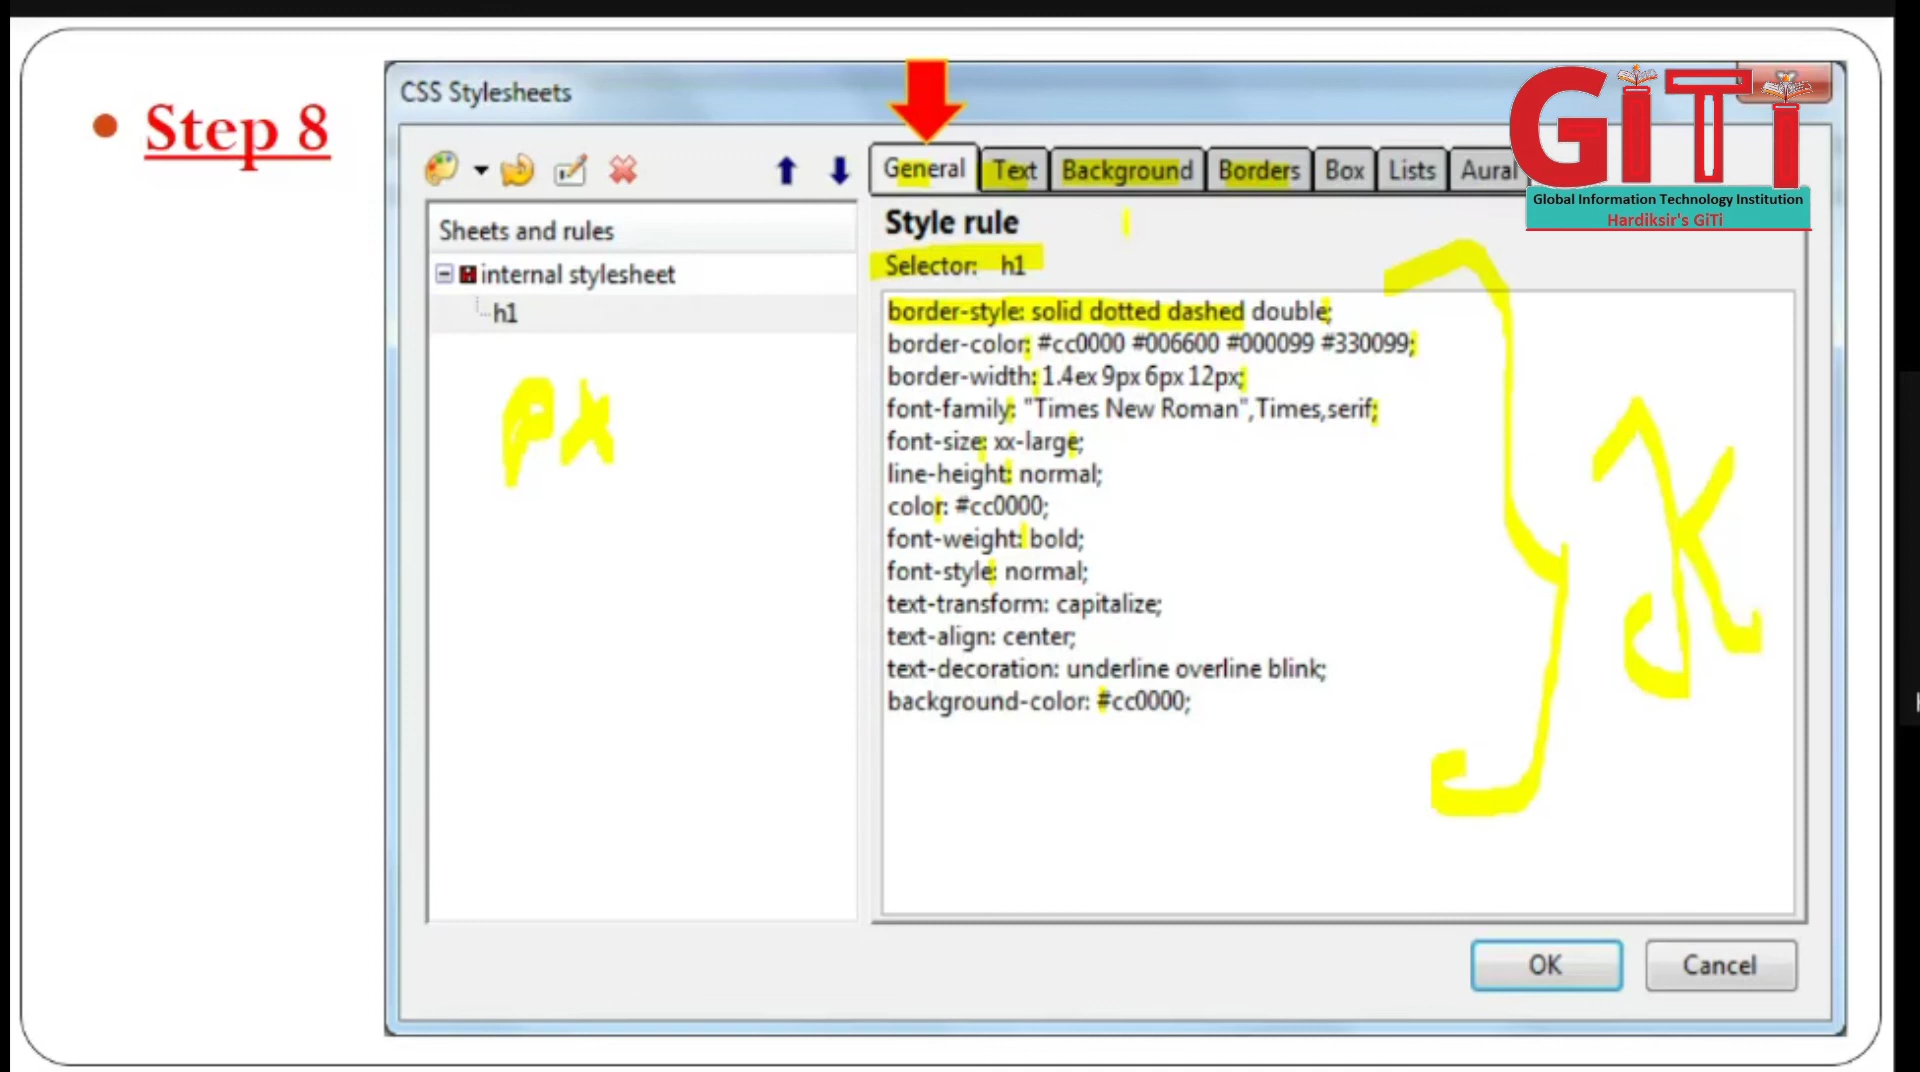 Step 8
CSS Stylesheets
GiTi
Global Information Technology Institution
Hardiksir's GiTi
General Text Background Borders Box Lists Aural
Sheets and rules
internal stylesheet
h1
px
Style rule
Selector: h1
border-style: solid dotted dashed double;
border-color: #cc0000 #006600 #000099 #330099;
border-width: 1.4ex 9px 6px 12px;
font-family: "Times New Roman",Times,serif;
font-size: xx-large;
line-height: normal;
color: #cc0000;
font-weight: bold;
font-style: normal;
text-transform: capitalize;
text-align: center;
text-decoration: underline overline blink;
background-color: #cc0000;
OK Cancel